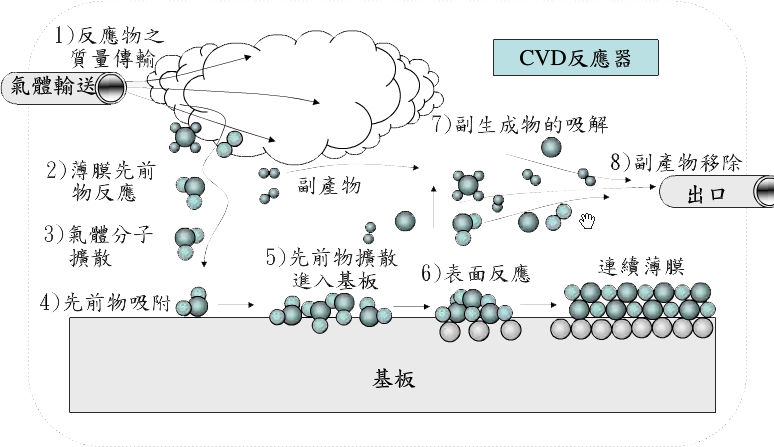 1)反應物之
質量傳輸
CVD反應器
氣體輸送
7)副生成物的吸解
2)薄膜先前
物反應
副產物
8)副產物移除
出口
3)氣體分子
擴散
5)先前物擴散
進入基板
6)表面反應
連續薄膜
4)先前物吸附
基板